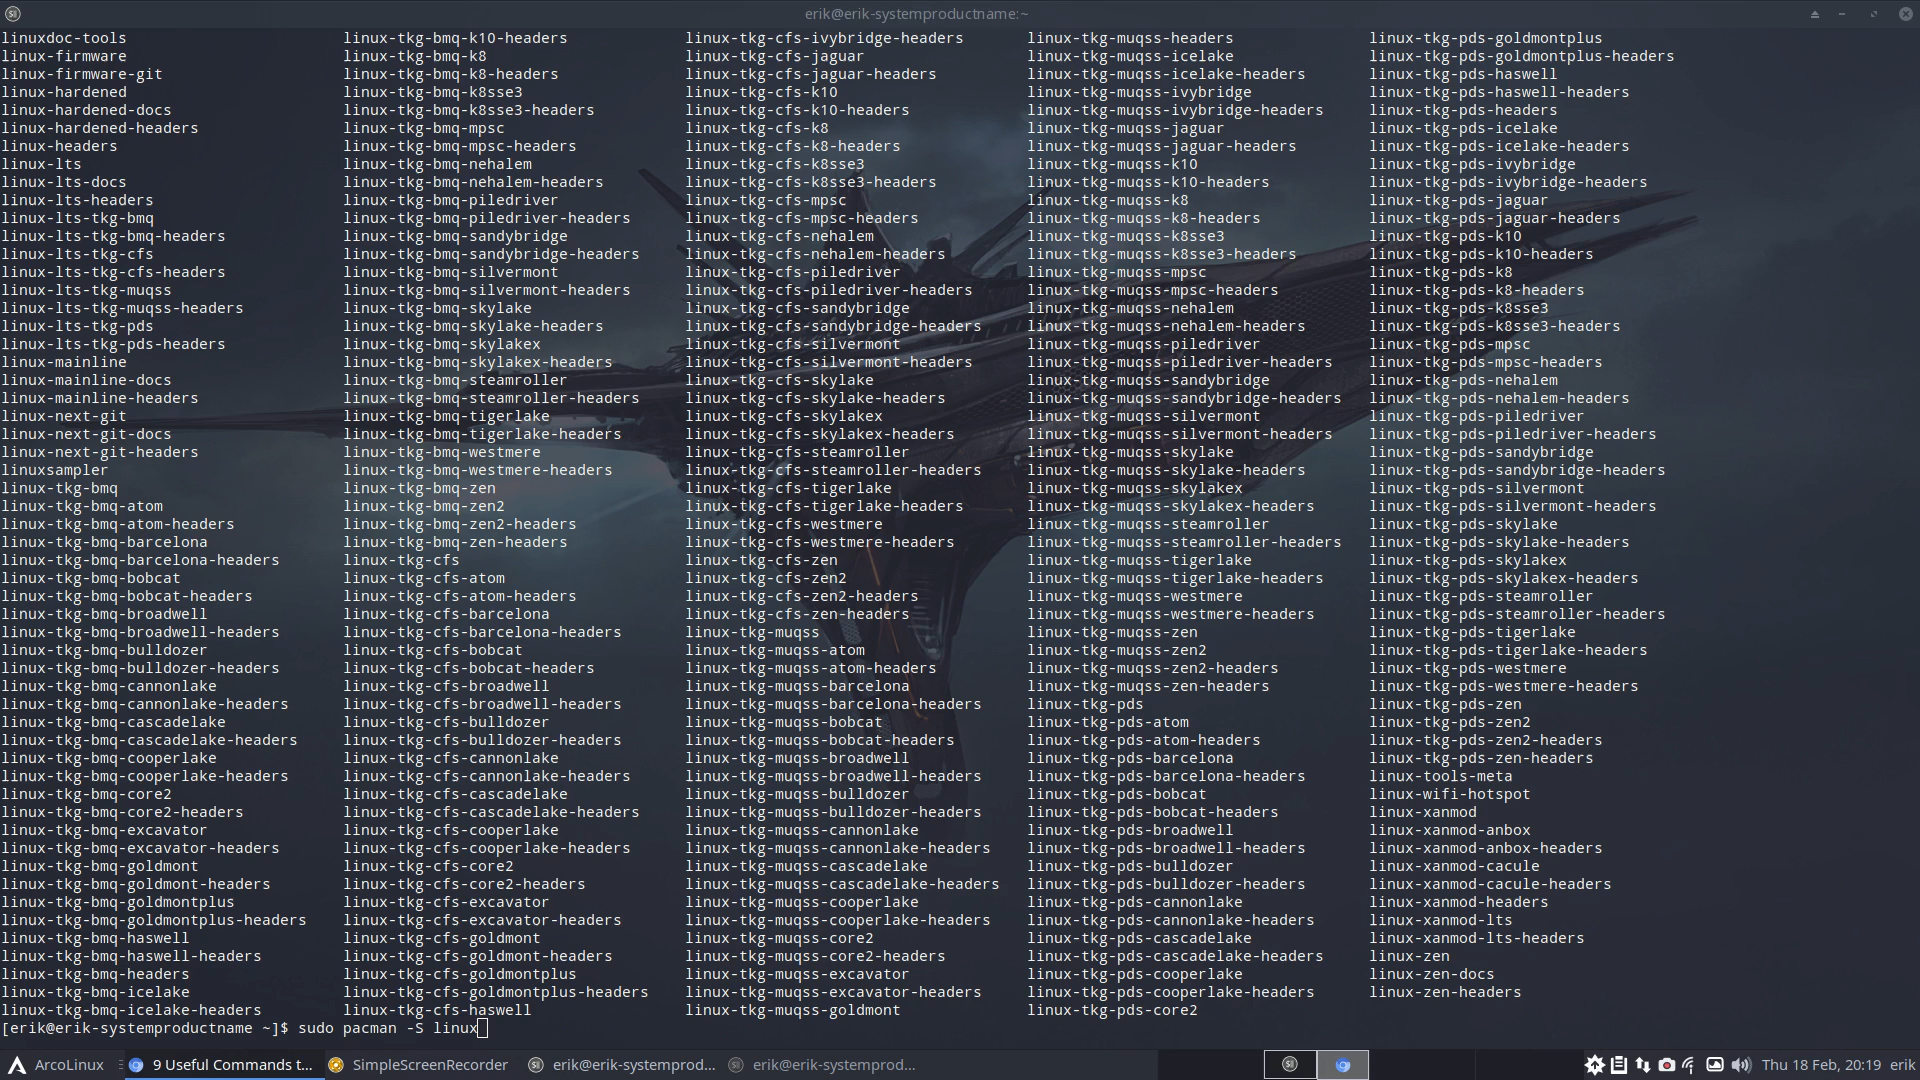 erik@erik-systemproductname:~
linuxdoc-tools linux-tkg-bmq-k10-headers linux-tkg-cfs-ivybridge-headers linux-tkg-muqss-headers linux-tkg-pds-goldmontplus
linux-firmware linux-tkg-bmq-k8 linux-tkg-cfs-jaguar linux-tkg-muqss-icelake linux-tkg-pds-goldmontplus-headers
linux-firmware-git linux-tkg-bmq-k8-headers linux-tkg-cfs-jaguar-headers linux-tkg-muqss-icelake-headers linux-tkg-pds-haswell
linux-hardened linux-tkg-bmq-k8sse3 linux-tkg-cfs-k10 linux-tkg-muqss-ivybridge linux-tkg-pds-haswell-headers
linux-hardened-docs linux-tkg-bmq-k8sse3-headers linux-tkg-cfs-k10-headers linux-tkg-muqss-ivybridge-headers linux-tkg-pds-headers
linux-hardened-headers linux-tkg-bmq-mpsc linux-tkg-cfs-k8 linux-tkg-muqss-jaguar linux-tkg-pds-icelake
linux-headers linux-tkg-bmq-mpsc-headers linux-tkg-cfs-k8-headers linux-tkg-muqss-jaguar-headers linux-tkg-pds-icelake-headers
linux-lts linux-tkg-bmq-nehalem linux-tkg-cfs-k8sse3 linux-tkg-muqss-k10 linux-tkg-pds-ivybridge
linux-lts-docs linux-tkg-bmq-nehalem-headers linux-tkg-cfs-k8sse3-headers linux-tkg-muqss-k10-headers linux-tkg-pds-ivybridge-headers
linux-lts-headers linux-tkg-bmq-piledriver linux-tkg-cfs-mpsc linux-tkg-muqss-k8 linux-tkg-pds-jaguar
linux-lts-tkg-bmq linux-tkg-bmq-piledriver-headers linux-tkg-cfs-mpsc-headers linux-tkg-muqss-k8-headers linux-tkg-pds-jaguar-headers
linux-lts-tkg-bmq-headers linux-tkg-bmq-sandybridge linux-tkg-cfs-nehalem linux-tkg-muqss-k8sse3 linux-tkg-pds-k10
linux-lts-tkg-cfs linux-tkg-bmq-sandybridge-headers linux-tkg-cfs-nehalem-headers linux-tkg-muqss-k8sse3-headers linux-tkg-pds-k10-headers
linux-lts-tkg-cfs-headers linux-tkg-bmq-silvermont linux-tkg-cfs-piledriver linux-tkg-muqss-mpsc linux-tkg-pds-k8
linux-lts-tkg-muqss linux-tkg-bmq-silvermont-headers linux-tkg-cfs-piledriver-headers linux-tkg-muqss-mpsc-headers linux-tkg-pds-k8-headers
linux-lts-tkg-muqss-headers linux-tkg-bmq-skylake linux-tkg-cfs-sandybridge linux-tkg-muqss-nehalem linux-tkg-pds-k8sse3
linux-lts-tkg-pds linux-tkg-bmq-skylake-headers linux-tkg-cfs-sandybridge-headers linux-tkg-muqss-nehalem-headers linux-tkg-pds-k8sse3-headers
linux-lts-tkg-pds-headers linux-tkg-bmq-skylakex linux-tkg-cfs-silvermont linux-tkg-muqss-piledriver linux-tkg-pds-mpsc
linux-mainline linux-tkg-bmq-skylakex-headers linux-tkg-cfs-silvermont-headers linux-tkg-muqss-piledriver-headers linux-tkg-pds-mpsc-headers
linux-mainline-docs linux-tkg-bmq-steamroller linux-tkg-cfs-skylake linux-tkg-muqss-sandybridge linux-tkg-pds-nehalem
linux-mainline-headers linux-tkg-bmq-steamroller-headers linux-tkg-cfs-skylake-headers linux-tkg-muqss-sandybridge-headers linux-tkg-pds-nehalem-headers
linux-next-git linux-tkg-bmq-tigerlake linux-tkg-cfs-skylakex linux-tkg-muqss-silvermont linux-tkg-pds-piledriver
linux-next-git-docs linux-tkg-bmq-tigerlake-headers linux-tkg-cfs-skylakex-headers linux-tkg-muqss-silvermont-headers linux-tkg-pds-piledriver-headers
linux-next-git-headers linux-tkg-bmq-westmere linux-tkg-cfs-steamroller linux-tkg-muqss-skylake linux-tkg-pds-sandybridge
linuxsampler linux-tkg-bmq-westmere-headers linux-tkg-cfs-steamroller-headers linux-tkg-muqss-skylake-headers linux-tkg-pds-sandybridge-headers
linux-tkg-bmq linux-tkg-bmq-zen linux-tkg-cfs-tigerlake linux-tkg-muqss-skylakex linux-tkg-pds-silvermont
linux-tkg-bmq-atom linux-tkg-bmq-zen2 linux-tkg-cfs-tigerlake-headers linux-tkg-muqss-skylakex-headers linux-tkg-pds-silvermont-headers
linux-tkg-bmq-atom-headers linux-tkg-bmq-zen2-headers linux-tkg-cfs-westmere linux-tkg-muqss-steamroller linux-tkg-pds-skylake
linux-tkg-bmq-barcelona linux-tkg-bmq-zen-headers linux-tkg-cfs-westmere-headers linux-tkg-muqss-steamroller-headers linux-tkg-pds-skylake-headers
linux-tkg-bmq-barcelona-headers linux-tkg-cfs linux-tkg-cfs-zen linux-tkg-muqss-tigerlake linux-tkg-pds-skylakex
linux-tkg-bmq-bobcat linux-tkg-cfs-atom linux-tkg-cfs-zen2 linux-tkg-muqss-tigerlake-headers linux-tkg-pds-skylakex-headers
linux-tkg-bmq-bobcat-headers linux-tkg-cfs-atom-headers linux-tkg-cfs-zen2-headers linux-tkg-muqss-westmere linux-tkg-pds-steamroller
linux-tkg-bmq-broadwell linux-tkg-cfs-barcelona linux-tkg-cfs-zen-headers linux-tkg-muqss-westmere-headers linux-tkg-pds-steamroller-headers
linux-tkg-bmq-broadwell-headers linux-tkg-cfs-barcelona-headers linux-tkg-muqss linux-tkg-muqss-zen linux-tkg-pds-tigerlake
linux-tkg-bmq-bulldozer linux-tkg-cfs-bobcat linux-tkg-muqss-atom linux-tkg-muqss-zen2 linux-tkg-pds-tigerlake-headers
linux-tkg-bmq-bulldozer-headers linux-tkg-cfs-bobcat-headers linux-tkg-muqss-atom-headers linux-tkg-muqss-zen2-headers linux-tkg-pds-westmere
linux-tkg-bmq-cannonlake linux-tkg-cfs-broadwell linux-tkg-muqss-barcelona linux-tkg-muqss-zen-headers linux-tkg-pds-westmere-headers
linux-tkg-bmq-cannonlake-headers linux-tkg-cfs-broadwell-headers linux-tkg-muqss-barcelona-headers linux-tkg-pds linux-tkg-pds-zen
linux-tkg-bmq-cascadelake linux-tkg-cfs-bulldozer linux-tkg-muqss-bobcat linux-tkg-pds-atom linux-tkg-pds-zen2
linux-tkg-bmq-cascadelake-headers linux-tkg-cfs-bulldozer-headers linux-tkg-muqss-bobcat-headers linux-tkg-pds-atom-headers linux-tkg-pds-zen2-headers
linux-tkg-bmq-cooperlake linux-tkg-cfs-cannonlake linux-tkg-muqss-broadwell linux-tkg-pds-barcelona linux-tkg-pds-zen-headers
linux-tkg-bmq-cooperlake-headers linux-tkg-cfs-cannonlake-headers linux-tkg-muqss-broadwell-headers linux-tkg-pds-barcelona-headers linux-tools-meta
linux-tkg-bmq-core2 linux-tkg-cfs-cascadelake linux-tkg-muqss-bulldozer linux-tkg-pds-bobcat linux-wifi-hotspot
linux-tkg-bmq-core2-headers linux-tkg-cfs-cascadelake-headers linux-tkg-muqss-bulldozer-headers linux-tkg-pds-bobcat-headers linux-xanmod
linux-tkg-bmq-excavator linux-tkg-cfs-cooperlake linux-tkg-muqss-cannonlake linux-tkg-pds-broadwell linux-xanmod-anbox
linux-tkg-bmq-excavator-headers linux-tkg-cfs-cooperlake-headers linux-tkg-muqss-cannonlake-headers linux-tkg-pds-broadwell-headers linux-xanmod-anbox-headers
linux-tkg-bmq-goldmont linux-tkg-cfs-core2 linux-tkg-muqss-cascadelake linux-tkg-pds-bulldozer linux-xanmod-cacule
linux-tkg-bmq-goldmont-headers linux-tkg-cfs-core2-headers linux-tkg-muqss-cascadelake-headers linux-tkg-pds-bulldozer-headers linux-xanmod-cacule-headers
linux-tkg-bmq-goldmontplus linux-tkg-cfs-excavator linux-tkg-muqss-cooperlake linux-tkg-pds-cannonlake linux-xanmod-headers
linux-tkg-bmq-goldmontplus-headers linux-tkg-cfs-excavator-headers linux-tkg-muqss-cooperlake-headers linux-tkg-pds-cannonlake-headers linux-xanmod-lts
linux-tkg-bmq-haswell linux-tkg-cfs-goldmont linux-tkg-muqss-core2 linux-tkg-pds-cascadelake linux-xanmod-lts-headers
linux-tkg-bmq-haswell-headers linux-tkg-cfs-goldmont-headers linux-tkg-muqss-core2-headers linux-tkg-pds-cascadelake-headers linux-zen
linux-tkg-bmq-headers linux-tkg-cfs-goldmontplus linux-tkg-muqss-excavator linux-tkg-pds-cooperlake linux-zen-docs
linux-tkg-bmq-icelake linux-tkg-cfs-goldmontplus-headers linux-tkg-muqss-excavator-headers linux-tkg-pds-cooperlake-headers linux-zen-headers
linux-tkg-bmq-icelake-headers linux-tkg-cfs-haswell linux-tkg-muqss-goldmont linux-tkg-pds-core2
[erik@erik-systemproductname ~]$ sudo pacman -S linux
ArcoLinux 9 Useful Commands t... SimpleScreenRecorder erik@erik-systemprod... erik@erik-systemprod... Thu 18 Feb, 20:19 erik